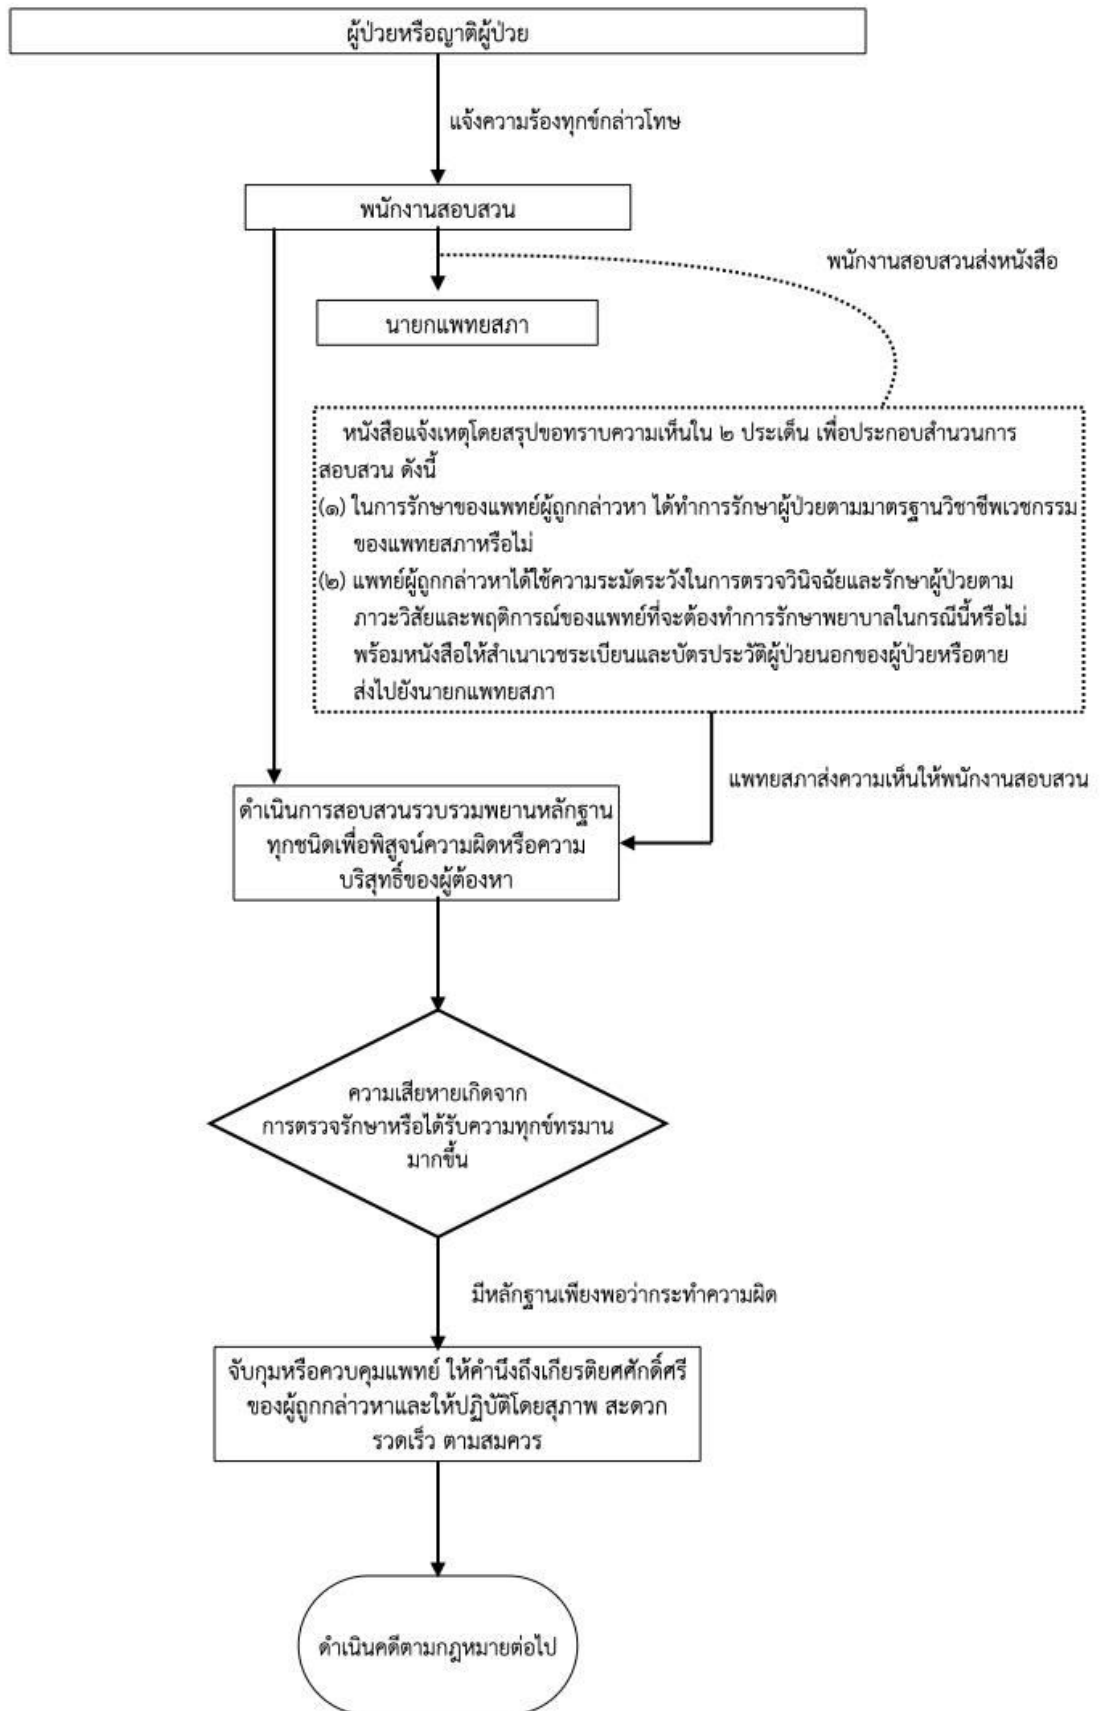 ผู้ป่วยหรือญาติผู้ป่วย
แจ้งความร้องทุกข์กล่าวโทษ
พนักงานสอบสวน
พนักงานสอบสวนส่งหนังสือ
นายกแพทยสภา
หนังสือแจ้งเหตุโดยสรุปขอทราบความเห็นใน ๒ ประเด็น เพื่อประกอบสำนวนการ
สอบสวน ดังนี้
(๑) ในการรักษาของแพทย์ผู้ถูกกล่าวหา ได้ทำการรักษาผู้ป่วยตามมาตรฐานวิชาชีพเวชกรรม
ของแพทยสภาหรือไม่
(๒) แพทย์ผู้ถูกกล่าวหาได้ใช้ความระมัดระวังในการตรวจวินิจฉัยและรักษาผู้ป่วยตาม
ภาวะวิสัยและพฤติการณ์ของแพทย์ที่จะต้องทำการรักษาพยาบาลในกรณีนี้หรือไม่
พร้อมหนังสือให้สำเนาเวชระเบียนและบัตรประวัติผู้ป่วยนอกของผู้ป่วยหรือตาย
ส่งไปยังนายกแพทยสภา
แพทยสภาส่งความเห็นให้พนักงานสอบสวน
ดำเนินการสอบสวนรวบรวมพยานหลักฐาน
ทุกชนิดเพื่อพิสูจน์ความผิดหรือความ
บริสุทธิ์ของผู้ต้องหา
ความเสียหายเกิดจาก
การตรวจรักษาหรือได้รับความทุกข์ทรมาน
มากขึ้น
มีหลักฐานเพียงพอว่ากระทำความผิด
จับกุมหรือควบคุมแพทย์ ให้คำนึงถึงเกียรติยศศักดิ์ศรี
ของผู้ถูกกล่าวหาและให้ปฏิบัติโดยสุภาพ สะดวก
รวดเร็ว ตามสมควร
ดำเนินคดีตามกฎหมายต่อไป